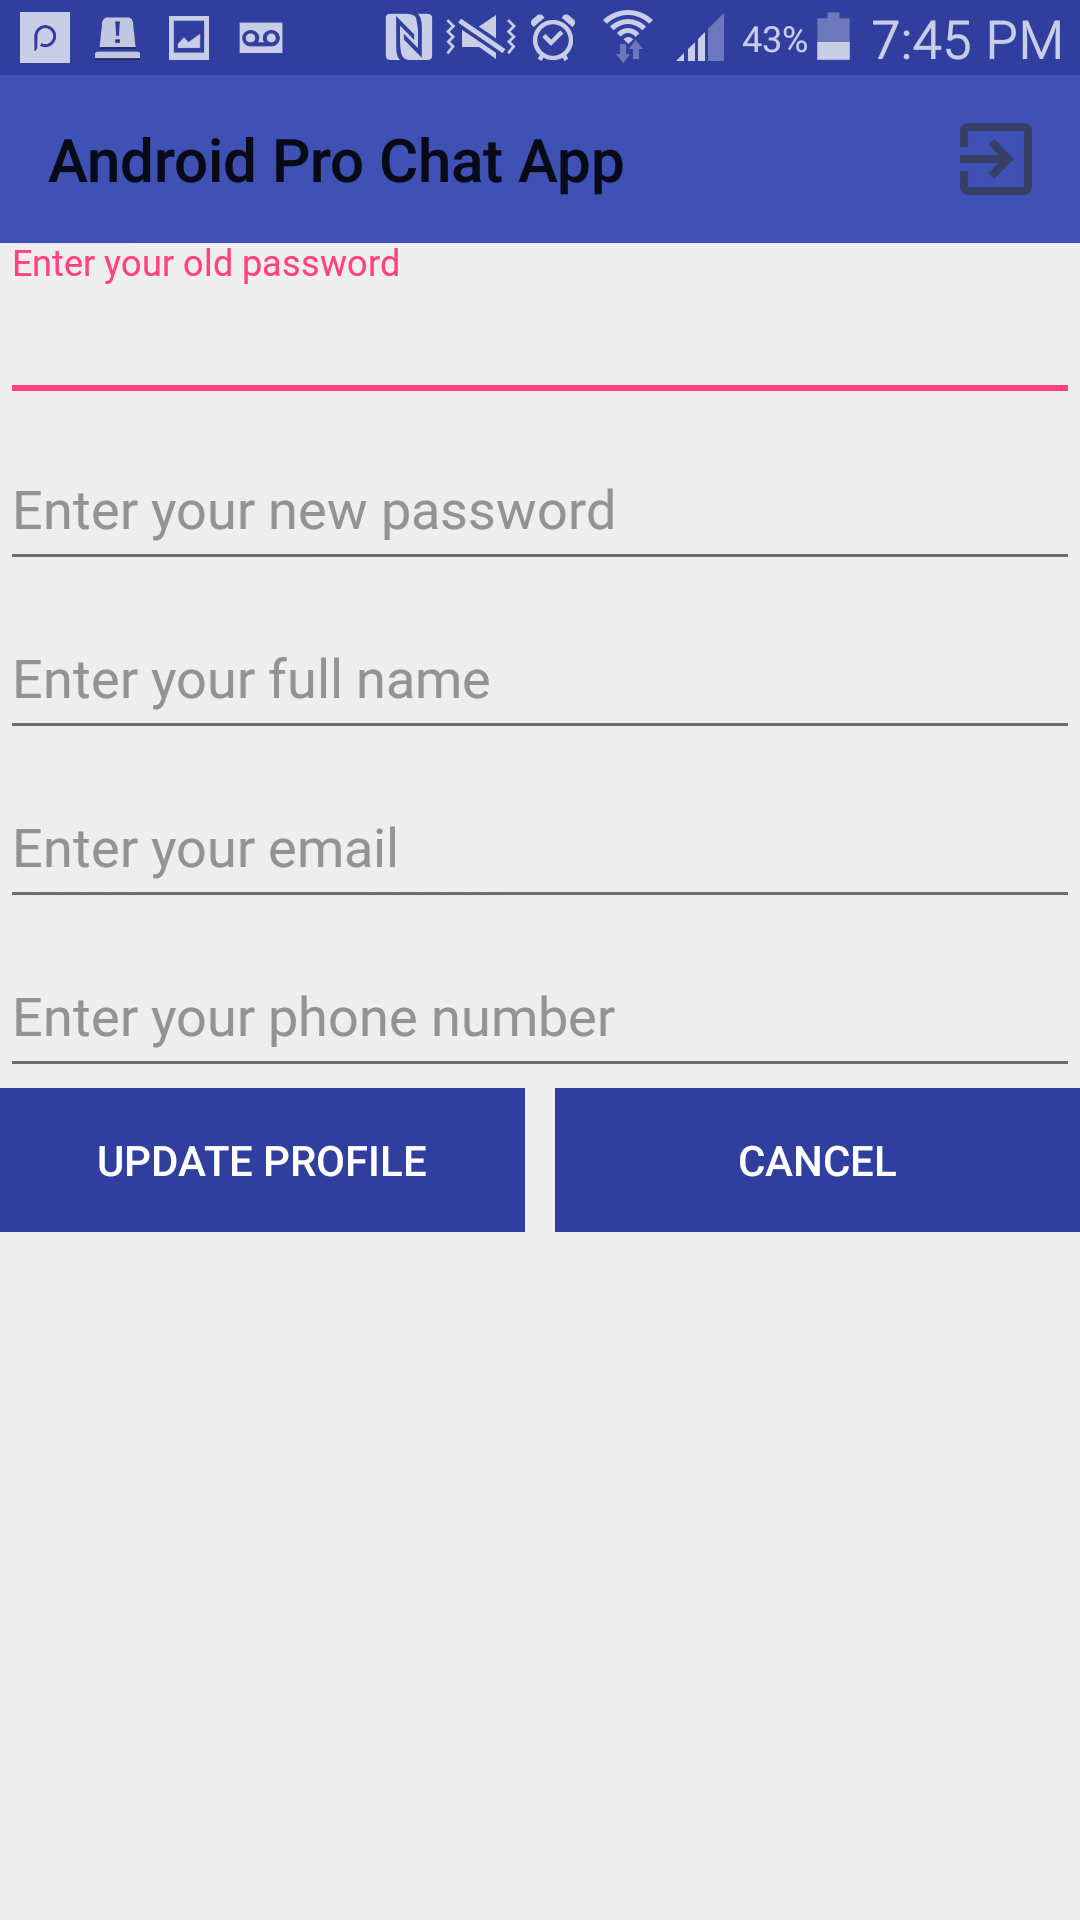 43% 7:45 PM
Android Pro Chat App
Enter your old password
Enter your new password
Enter your full name
Enter your email
Enter your phone number
UPDATE PROFILE CANCEL